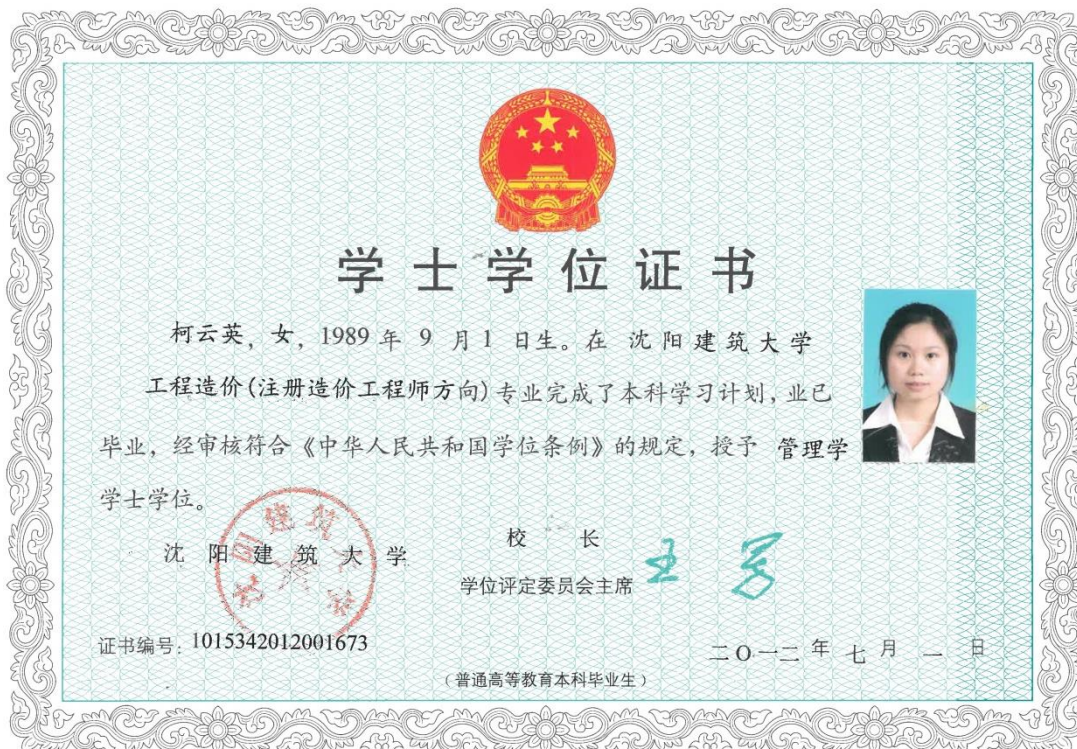 学士学位证书
柯云英，女，1989 年 9 月 1 日生。在 沈阳建筑大学
工程造价(注册造价工程师方向)专业完成了本科学习计划，业已
毕业，经审核符合《中华人民共和国学位条例》的规定，授予 管理学
学士学位。
沈阳建筑大学
校 长
学位评定委员会主席
证书编号：1015342012001673
二〇一二年 七 月 一 日
（普通高等教育本科毕业生）